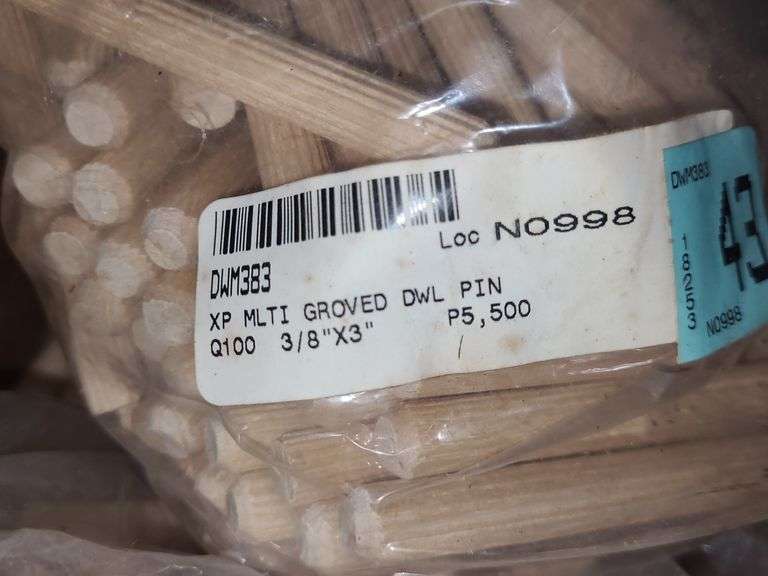 Loc N0998
DWM383
XP MLTI GROVED DWL PIN
Q100 3/8"X3" P5,500
DWM383
43
18253
N0998